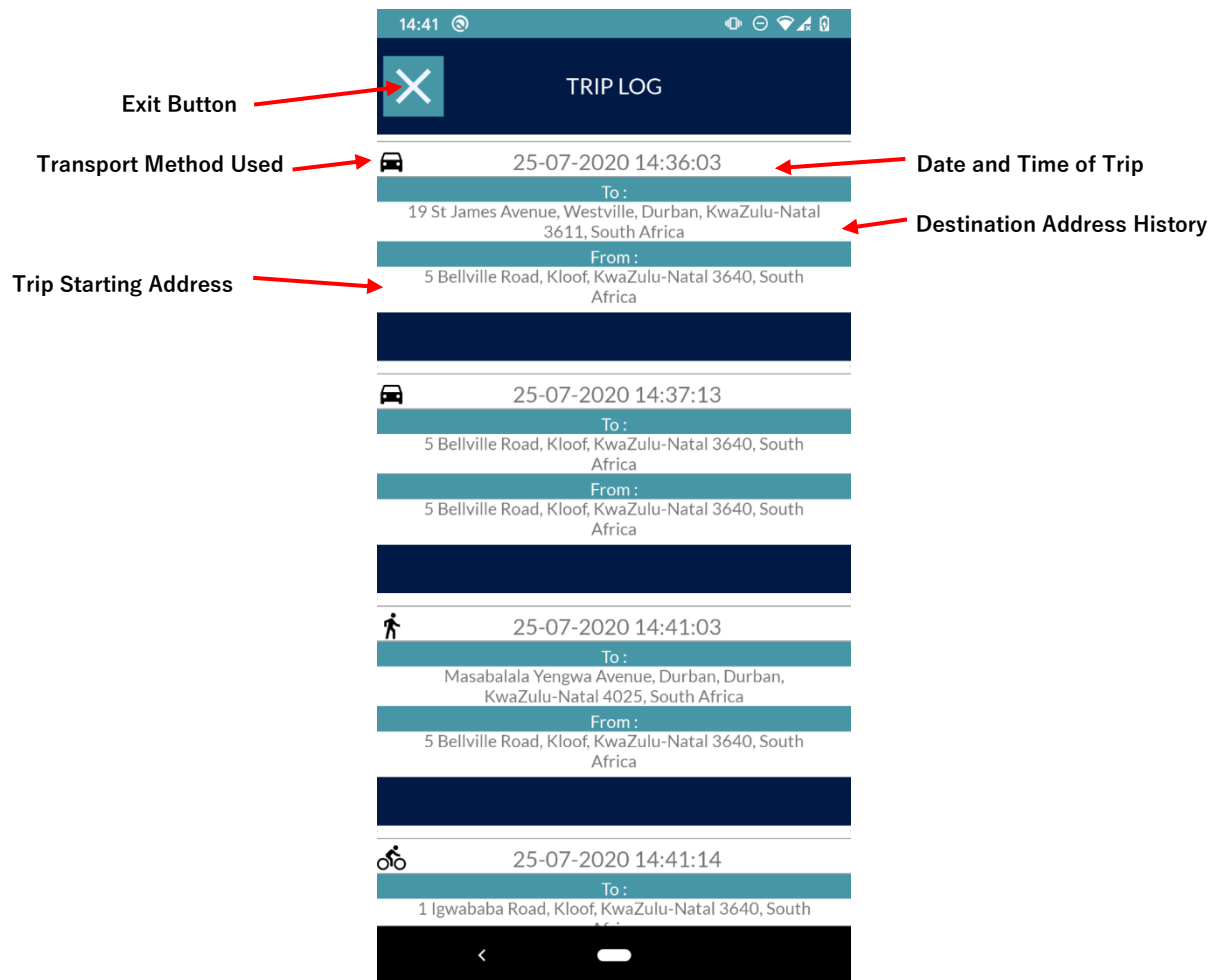 14:41
TRIP LOG
Exit Button
Transport Method Used
25-07-2020 14:36:03
Date and Time of Trip
To :
19 St James Avenue, Westville, Durban, KwaZulu-Natal
3611, South Africa
Destination Address History
From :
Trip Starting Address
5 Bellville Road, Kloof, KwaZulu-Natal 3640, South
Africa
25-07-2020 14:37:13
To :
5 Bellville Road, Kloof, KwaZulu-Natal 3640, South
Africa
From :
5 Bellville Road, Kloof, KwaZulu-Natal 3640, South
Africa
25-07-2020 14:41:03
To :
Masabalala Yengwa Avenue, Durban, Durban,
KwaZulu-Natal 4025, South Africa
From :
5 Bellville Road, Kloof, KwaZulu-Natal 3640, South
Africa
25-07-2020 14:41:14
To :
1 Igwababa Road, Kloof, KwaZulu-Natal 3640, South